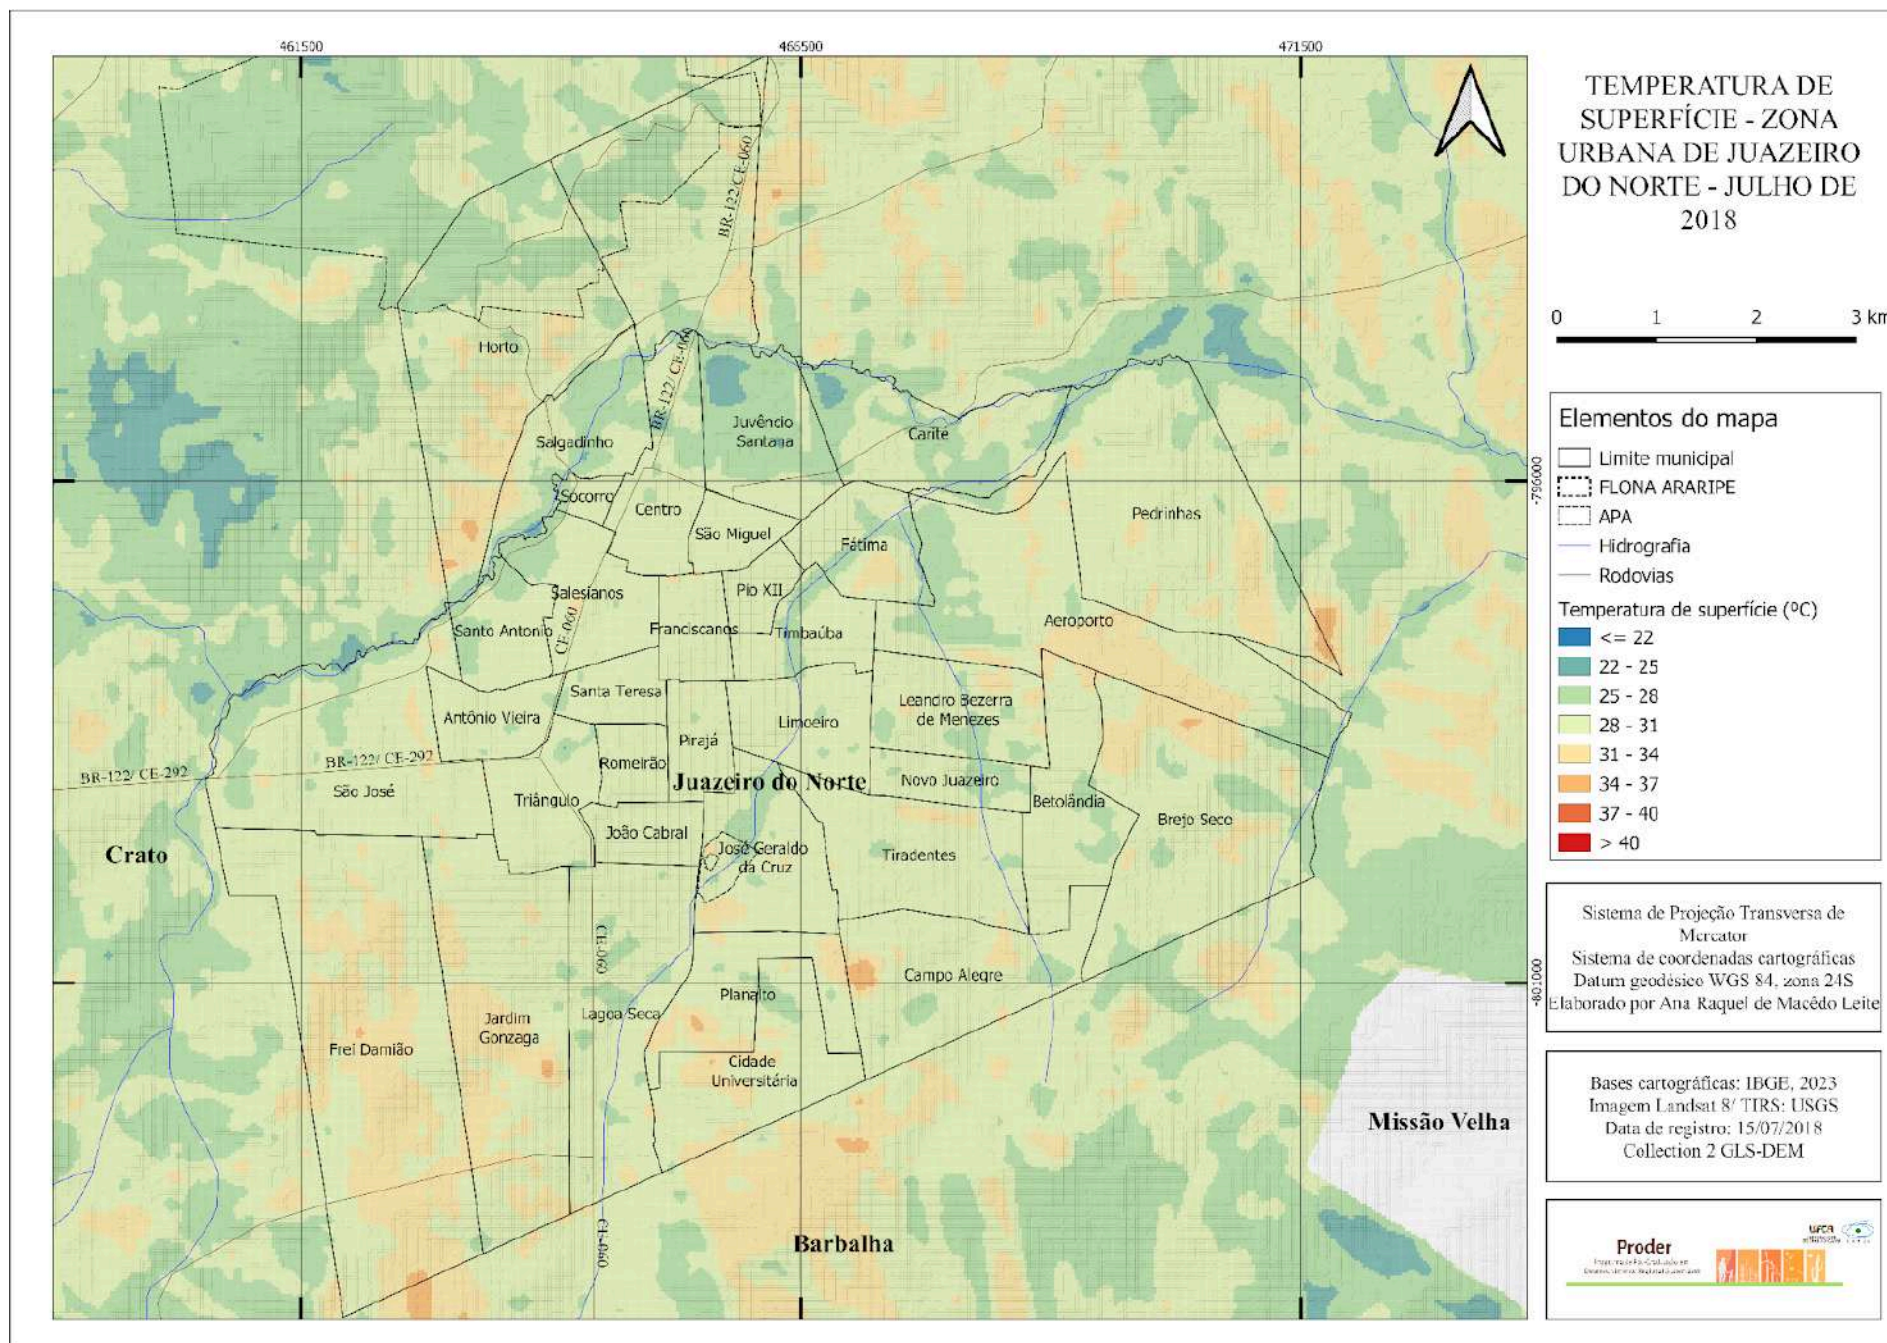 461500
466500
471500
TEMPERATURA DE
SUPERFÍCIE - ZONA
URBANA DE JUAZEIRO
DO NORTE - JULHO DE
2018
0 1 2 3 km
BR-122/CE-060
Horto
BR-122/ CE-060
Salgadinho
Juvêncio
Santana
Carité
Socorro
Centro
São Miguel
Fátima
Pedrinhas
-796000
Salesianos
Pio XII
CE-060
Santo Antonio
Franciscanos
Timbaúba
Aeroporto
Santa Teresa
Antônio Vieira
Leandro Bezerra
de Menezes
Limoeiro
Pirajá
BR-122/ CE-292
BR-122/ CE-292
Romeirão
Juazeiro do Norte
Novo Juazeiro
São José
Triângulo
Betolândia
Brejo Seco
João Cabral
Crato
José Geraldo
da Cruz
Tiradentes
CE-060
Campo Alegre
-801000
Planalto
Lagoa Seca
Jardim
Gonzaga
Frei Damião
Cidade
Universitária
Missão Velha
CE-060
Barbalha
Elementos do mapa
Limite municipal
FLONA ARARIPE
APA
Hidrografia
Rodovias
Temperatura de superfície (ºC)
<= 22
22 - 25
25 - 28
28 - 31
31 - 34
34 - 37
37 - 40
> 40
Sistema de Projeção Transversa de
Mercator
Sistema de coordenadas cartográficas
Datum geodésico WGS 84, zona 24S
Elaborado por Ana Raquel de Macêdo Leite
Bases cartográficas: IBGE, 2023
Imagem Landsat 8/ TIRS: USGS
Data de registro: 15/07/2018
Collection 2 GLS-DEM
Proder
UFCA